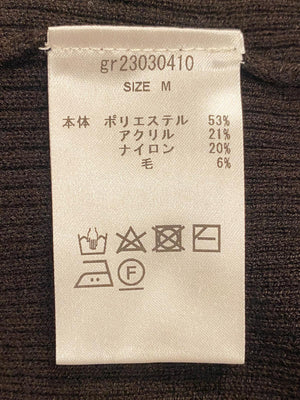 gr23030410
SIZE M
本体 ポリエステル 53%
アクリル 21%
ナイロン 20%
毛 6%
F